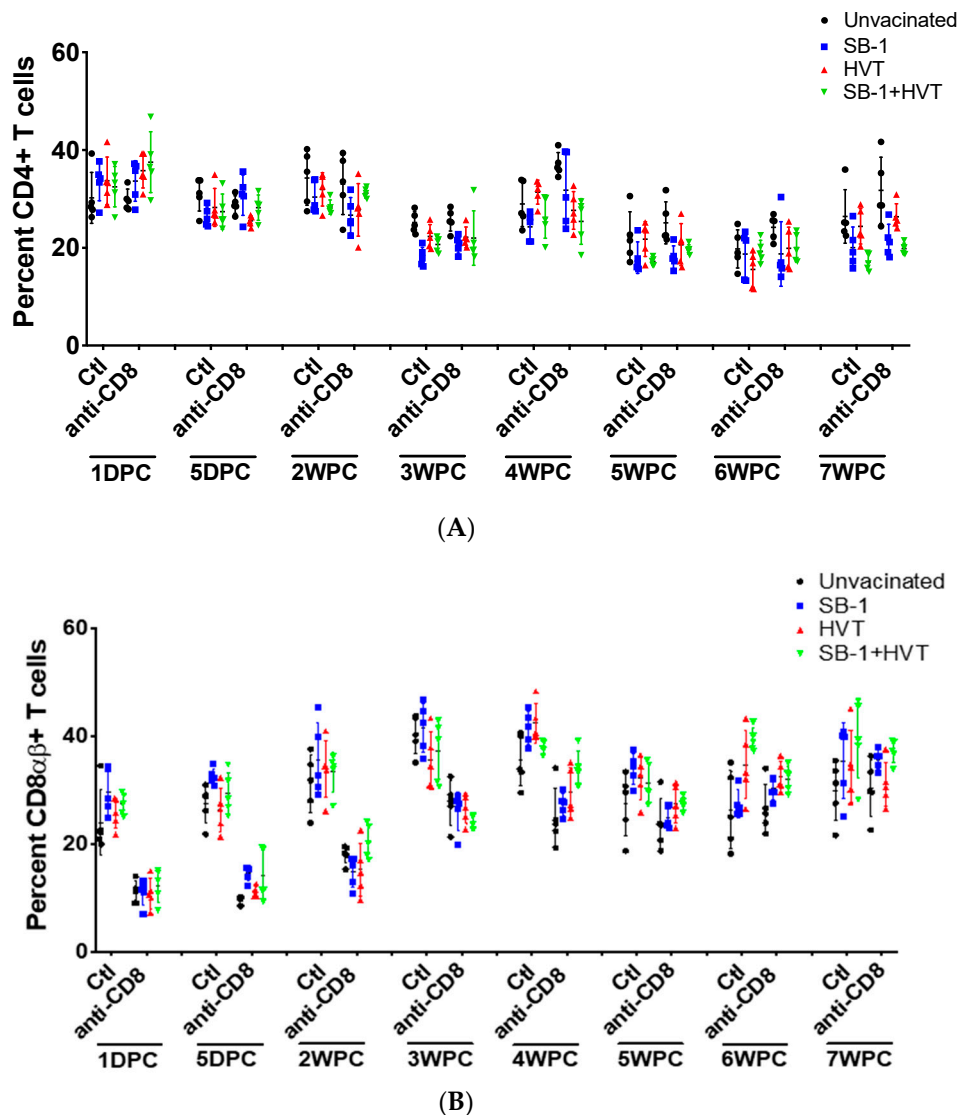 Unvacinated
SB-1
HVT
SB-1+HVT
Percent CD4+ T cells
60
40
20
0
Ctl anti-CD8 Ctl anti-CD8 Ctl anti-CD8 Ctl anti-CD8 Ctl anti-CD8 Ctl anti-CD8 Ctl anti-CD8 Ctl anti-CD8
1DPC 5DPC 2WPC 3WPC 4WPC 5WPC 6WPC 7WPC
(A)
Unvacinated
SB-1
HVT
SB-1+HVT
Percent CD8αβ+ T cells
60
40
20
0
Ctl anti-CD8 Ctl anti-CD8 Ctl anti-CD8 Ctl anti-CD8 Ctl anti-CD8 Ctl anti-CD8 Ctl anti-CD8 Ctl anti-CD8
1DPC 5DPC 2WPC 3WPC 4WPC 5WPC 6WPC 7WPC
(B)